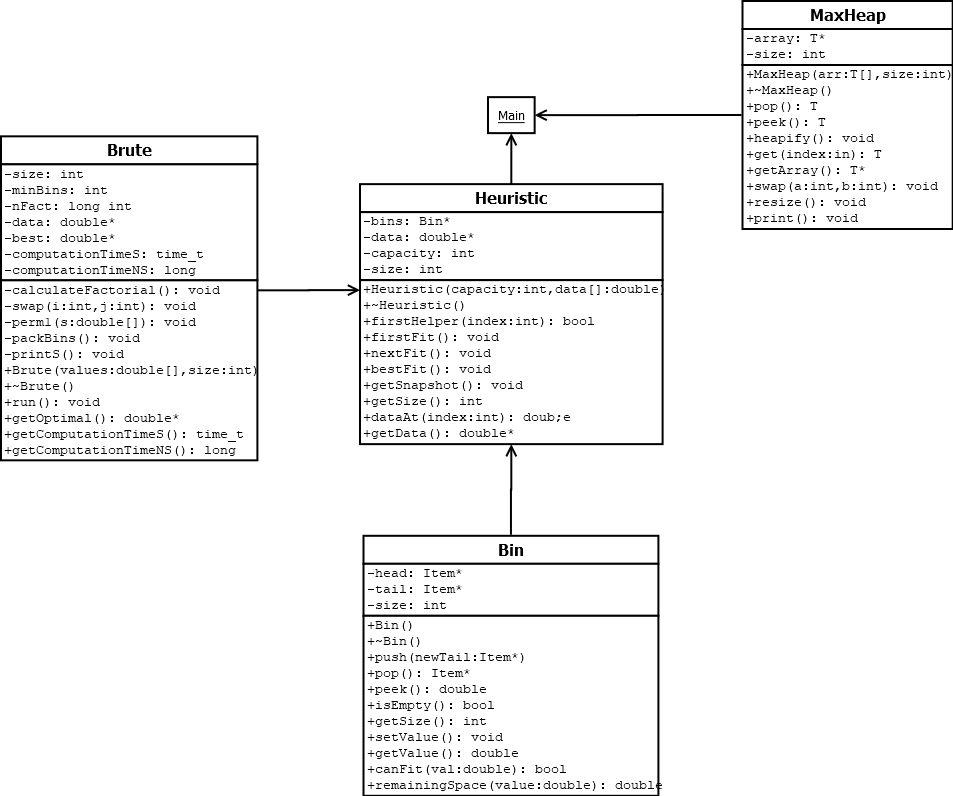 MaxHeap
-array: T*
-size: int
+MaxHeap(arr:T[],size:int)
+~MaxHeap()
+pop(): T
+peek(): T
+heapify(): void
+get(index:in): T
+getArray(): T*
+swap(a:int,b:int): void
+resize(): void
+print(): void
Main
Brute
-size: int
-minBins: int
-nFact: long int
-data: double*
-best: double*
-computationTimeS: time_t
-computationTimeNS: long
-calculateFactorial(): void
-swap(i:int,j:int): void
-perm1(s:double[]): void
-packBins(): void
-printS(): void
+Brute(values:double[],size:int)
+~Brute()
+run(): void
+getOptimal(): double*
+getComputationTimeS(): time_t
+getComputationTimeNS(): long
Heuristic
-bins: Bin*
-data: double*
-capacity: int
-size: int
+Heuristic(capacity:int,data[]:double)
+~Heuristic()
+firstHelper(index:int): bool
+firstFit(): void
+nextFit(): void
+bestFit(): void
+getSnapshot(): void
+getSize(): int
+dataAt(index:int): doub;e
+getData(): double*
Bin
-head: Item*
-tail: Item*
-size: int
+Bin()
+~Bin()
+push(newTail:Item*)
+pop(): Item*
+peek(): double
+isEmpty(): bool
+getSize(): int
+setValue(): void
+getValue(): double
+canFit(val:double): bool
+remainingSpace(value:double): double